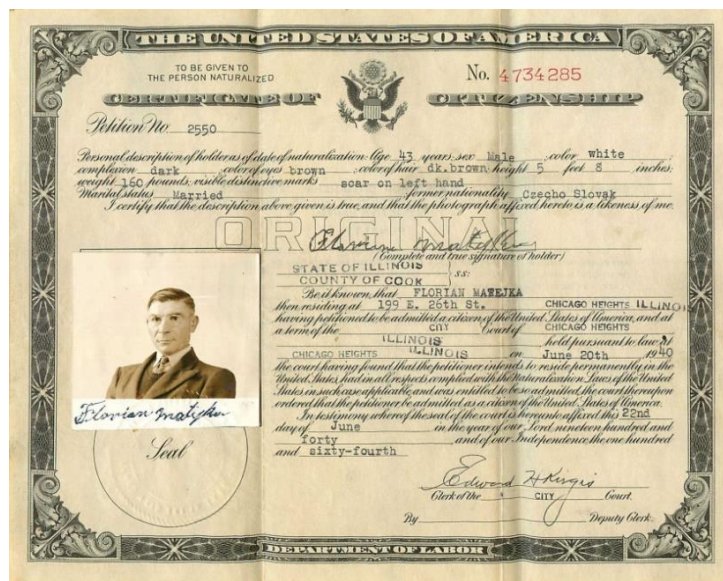 THE UNITED STATES OF AMERICA
TO BE GIVEN TO
THE PERSON NATURALIZED
No. 4734285
CERTIFICATE OF CITIZENSHIP
Petition No 2550
Personal description of holder as of date of naturalization: Age 43 years; sex Male color white
complexion dark color of eyes brown color of hair dk.brown height 5 feet 8 inches;
weight 160 pounds; visible distinctive marks scar on left hand
Marital status Married former nationality Czecho Slovak
I certify that the description above given is true, and that the photograph affixed hereto is a likeness of me.
ORIGINAL
Florian Matejka
(Complete and true signature of holder)
STATE OF ILLINOIS
COUNTY OF COOK
ss:
Be it known, that FLORIAN MATEJKA
then residing at 199 E. 26th St. CHICAGO HEIGHTS ILLINOIS
having petitioned to be admitted a citizen of the United States of America, and at
a term of the CITY Court of CHICAGO HEIGHTS
ILLINOIS held pursuant to law at
CHICAGO HEIGHTS ILLINOIS on June 20th 1940
the court having found that the petitioner intends to reside permanently in the
United States, had in all respects complied with the Naturalization Laws of the United
States in such case applicable and was entitled to be so admitted, the court thereupon
ordered that the petitioner be admitted as a citizen of the United States of America.
In testimony whereof the seal of the court is hereunto affixed this 22nd
day of June in the year of our Lord nineteen hundred and
forty and of our Independence the one hundred
and sixty-fourth
Florian Matejka
Seal
Edward H Kirgis
Clerk of the CITY Court.
By Deputy Clerk.
DEPARTMENT OF LABOR